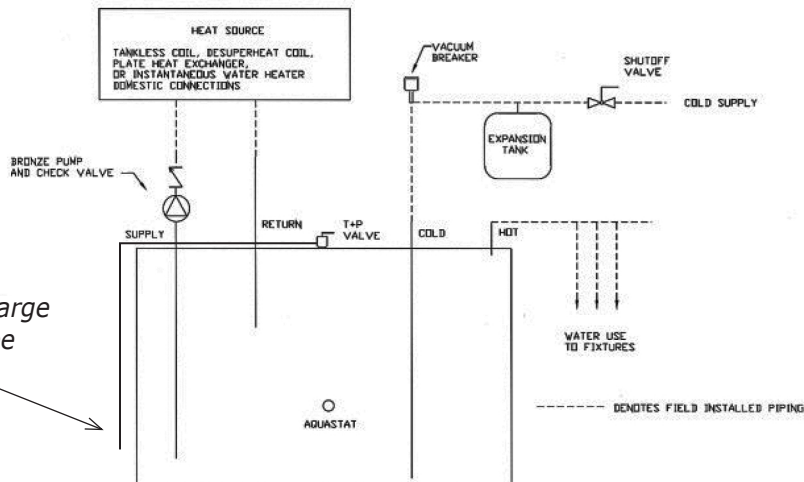 HEAT SOURCE
TANKLESS COIL, DESUPERHEAT COIL,
PLATE HEAT EXCHANGER,
OR INSTANTANEOUS WATER HEATER
DOMESTIC CONNECTIONS
VACUUM
BREAKER
SHUTOFF
VALVE
COLD SUPPLY
EXPANSION
TANK
BRONZE PUMP
AND CHECK VALVE
SUPPLY
RETURN
T+P
VALVE
COLD
HOT
arge
e
WATER USE
TO FIXTURES
AQUASTAT
DENOTES FIELD INSTALLED PIPING